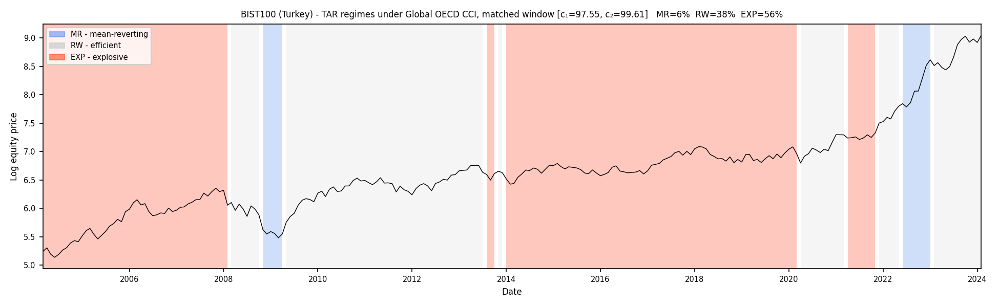 BIST100 (Turkey) - TAR regimes under Global OECD CCI, matched window [c₁=97.55, c₂=99.61]   MR=6%  RW=38%  EXP=56%
MR - mean-reverting
RW - efficient
EXP - explosive
Log equity price
9.0
8.5
8.0
7.5
7.0
6.5
6.0
5.5
5.0
2006 2008 2010 2012 2014 2016 2018 2020 2022 2024
Date